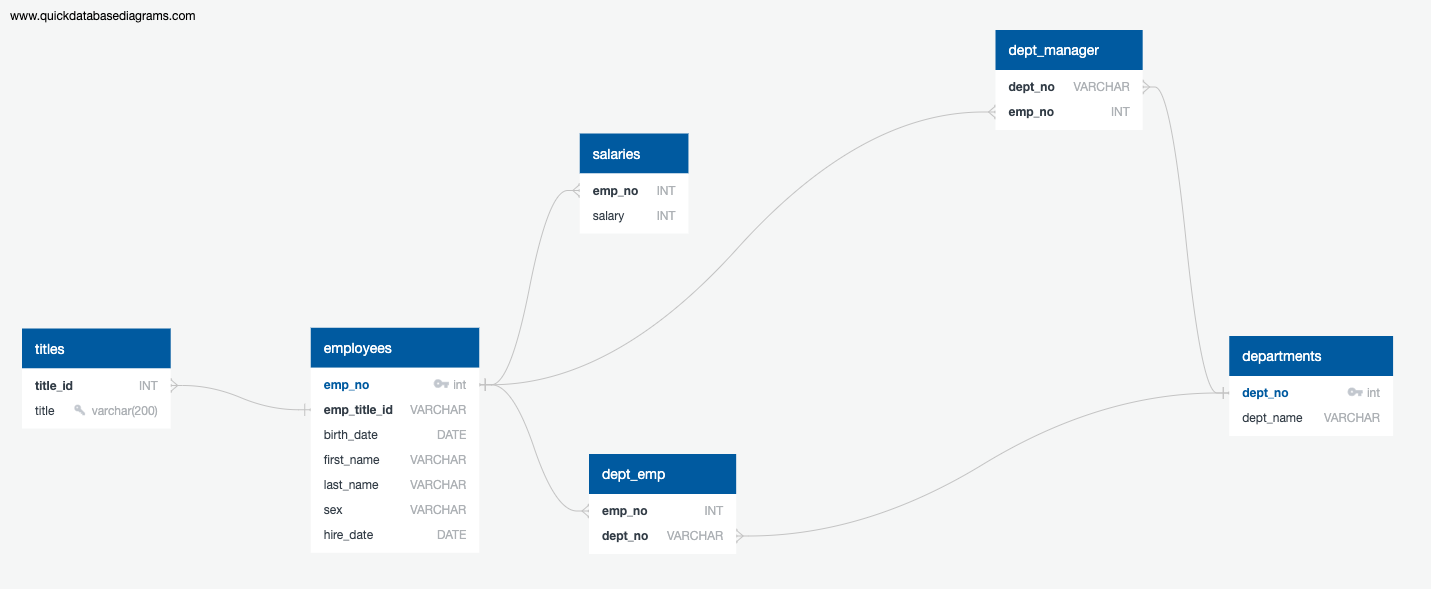 www.quickdatabasediagrams.com
dept_manager
dept_no VARCHAR
emp_no INT
salaries
emp_no INT
salary INT
titles
title_id INT
title varchar(200)
employees
emp_no int
emp_title_id VARCHAR
birth_date DATE
first_name VARCHAR
last_name VARCHAR
sex VARCHAR
hire_date DATE
departments
dept_no int
dept_name VARCHAR
dept_emp
emp_no INT
dept_no VARCHAR